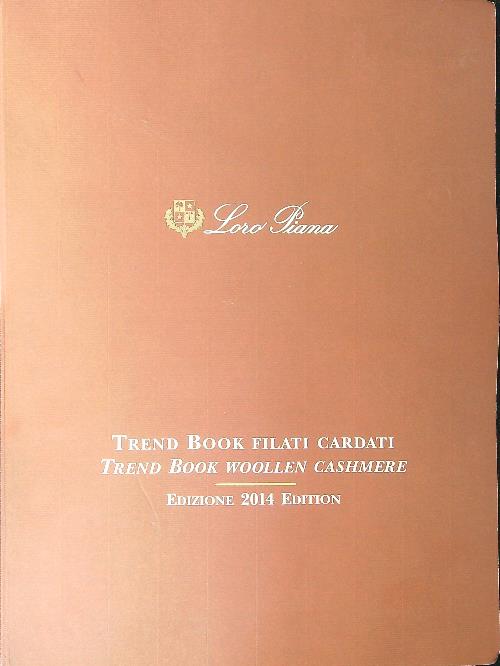 Loro Piana
TREND BOOK FILATI CARDATI
TREND BOOK WOOLLEN CASHMERE
EDIZIONE 2014 EDITION